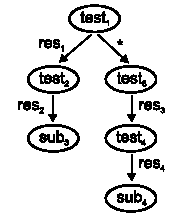 test₁
res₁ *
test₂ test₅
res₂ res₃
sub₃ test₄
res₄
sub₄